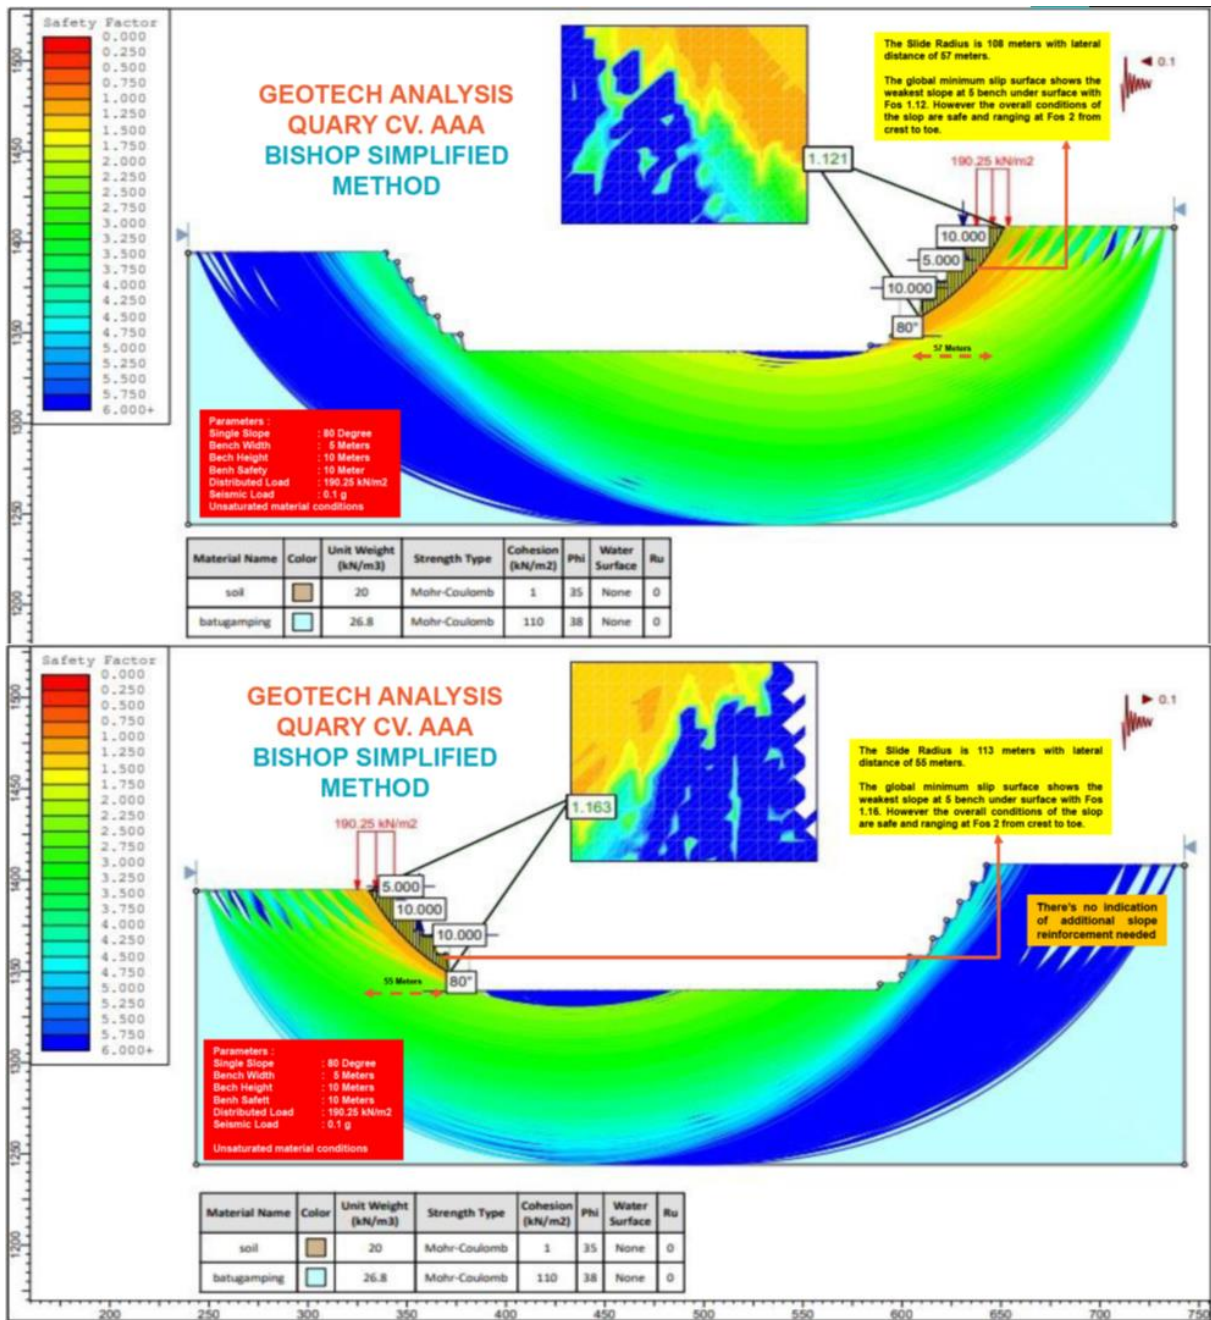 Safety Factor
0.000
0.250
0.500
0.750
1.000
1.250
1.500
1.750
2.000
2.250
2.500
2.750
3.000
3.250
3.500
3.750
4.000
4.250
4.500
4.750
5.000
5.250
5.500
5.750
6.000+
1500
1450
1400
1350
1300
1250
1200
GEOTECH ANALYSIS
QUARY CV. AAA
BISHOP SIMPLIFIED
METHOD
The Slide Radius is 108 meters with lateral
distance of 57 meters.
The global minimum slip surface shows the
weakest slope at 5 bench under surface with
Fos 1.12. However the overall conditions of
the slop are safe and ranging at Fos 2 from
crest to toe.
0.1
1.121
190.25 kN/m2
10.000
5.000
10.000
80°
57 Meters
Parameters :
Single Slope : 80 Degree
Bench Width : 5 Meters
Bech Height : 10 Meters
Benh Safety : 10 Meter
Distributed Load : 190.25 kN/m2
Seismic Load : 0.1 g
Unsaturated material conditions
Material Name Color Unit Weight (kN/m3) Strength Type Cohesion (kN/m2) Phi Water Surface Ru
soil 20 Mohr-Coulomb 1 35 None 0
batugamping 26.8 Mohr-Coulomb 110 38 None 0
Safety Factor
0.000
0.250
0.500
0.750
1.000
1.250
1.500
1.750
2.000
2.250
2.500
2.750
3.000
3.250
3.500
3.750
4.000
4.250
4.500
4.750
5.000
5.250
5.500
5.750
6.000+
1500
1450
1400
1350
1300
1250
1200
GEOTECH ANALYSIS
QUARY CV. AAA
BISHOP SIMPLIFIED
METHOD
The Slide Radius is 113 meters with lateral
distance of 55 meters.
The global minimum slip surface shows the
weakest slope at 5 bench under surface with Fos
1.16. However the overall conditions of the slop
are safe and ranging at Fos 2 from crest to toe.
0.1
1.163
190.25 kN/m2
5.000
10.000
10.000
80°
55 Meters
There's no indication
of additional slope
reinforcement needed
Parameters :
Single Slope : 80 Degree
Bench Width : 5 Meters
Bech Height : 10 Meters
Benh Safett : 10 Meters
Distributed Load : 190.25 kN/m2
Seismic Load : 0.1 g
Unsaturated material conditions
Material Name Color Unit Weight (kN/m3) Strength Type Cohesion (kN/m2) Phi Water Surface Ru
soil 20 Mohr-Coulomb 1 35 None 0
batugamping 26.8 Mohr-Coulomb 110 38 None 0
200 250 300 350 400 450 500 550 600 650 700 750